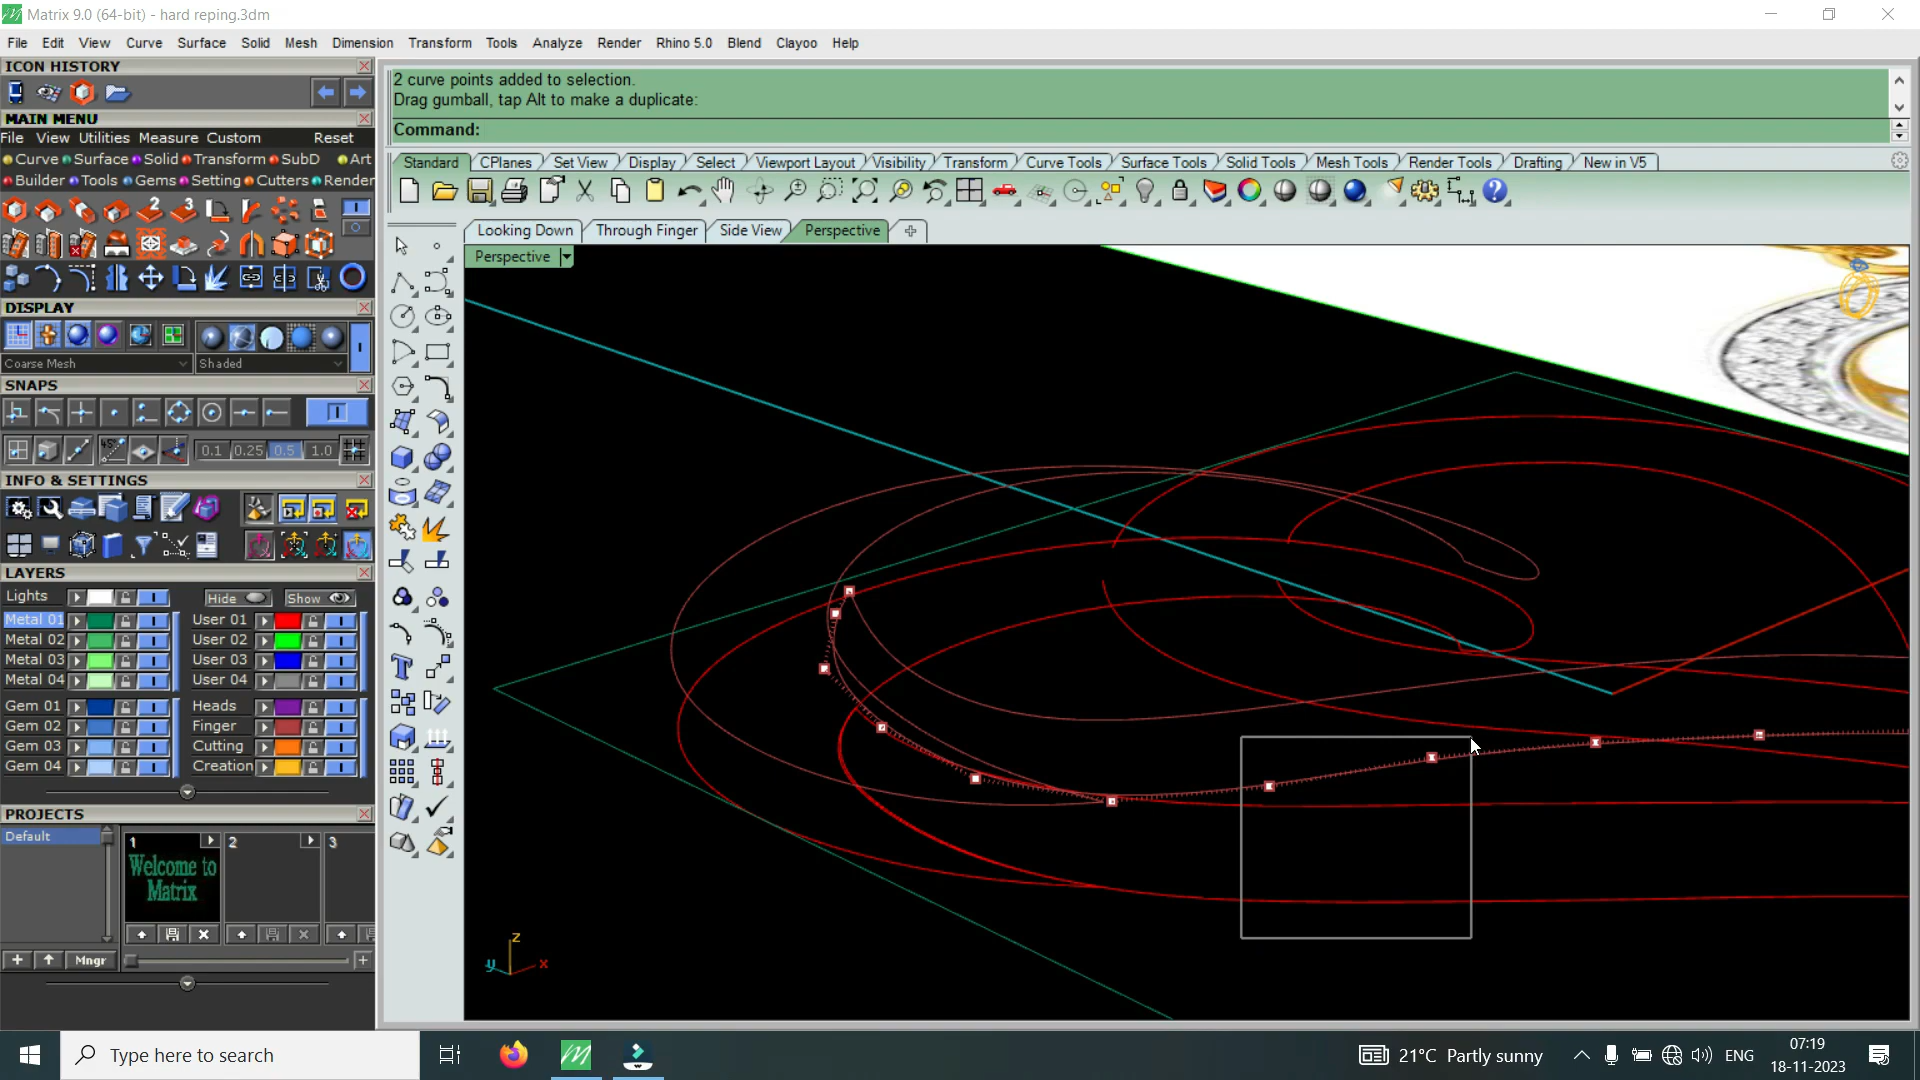 Matrix 9.0 (64-bit) - hard reping.3dm
File Edit View Curve Surface Solid Mesh Dimension Transform Tools Analyze Render Rhino 5.0 Blend Clayoo Help
ICON HISTORY
MAIN MENU
File View Utilities Measure Custom Reset
Curve Surface Solid Transform SubD Art
Builder Tools Gems Setting Cutters Render
2 3
DISPLAY
Coarse Mesh Shaded
SNAPS
0.1 0.25 0.5 1.0
INFO & SETTINGS
LAYERS
Lights Hide Show
Metal 01 User 01
Metal 02 User 02
Metal 03 User 03
Metal 04 User 04
Gem 01 Heads
Gem 02 Finger
Gem 03 Cutting
Gem 04 Creation
PROJECTS
Default 1 2 3
Welcome to
Matrix
Mngr
2 curve points added to selection.
Drag gumball, tap Alt to make a duplicate:
Command:
Standard CPlanes Set View Display Select Viewport Layout Visibility Transform Curve Tools Surface Tools Solid Tools Mesh Tools Render Tools Drafting New in V5
Looking Down Through Finger Side View Perspective
Perspective
z
y x
Type here to search
21°C Partly sunny
ENG
07:19
18-11-2023